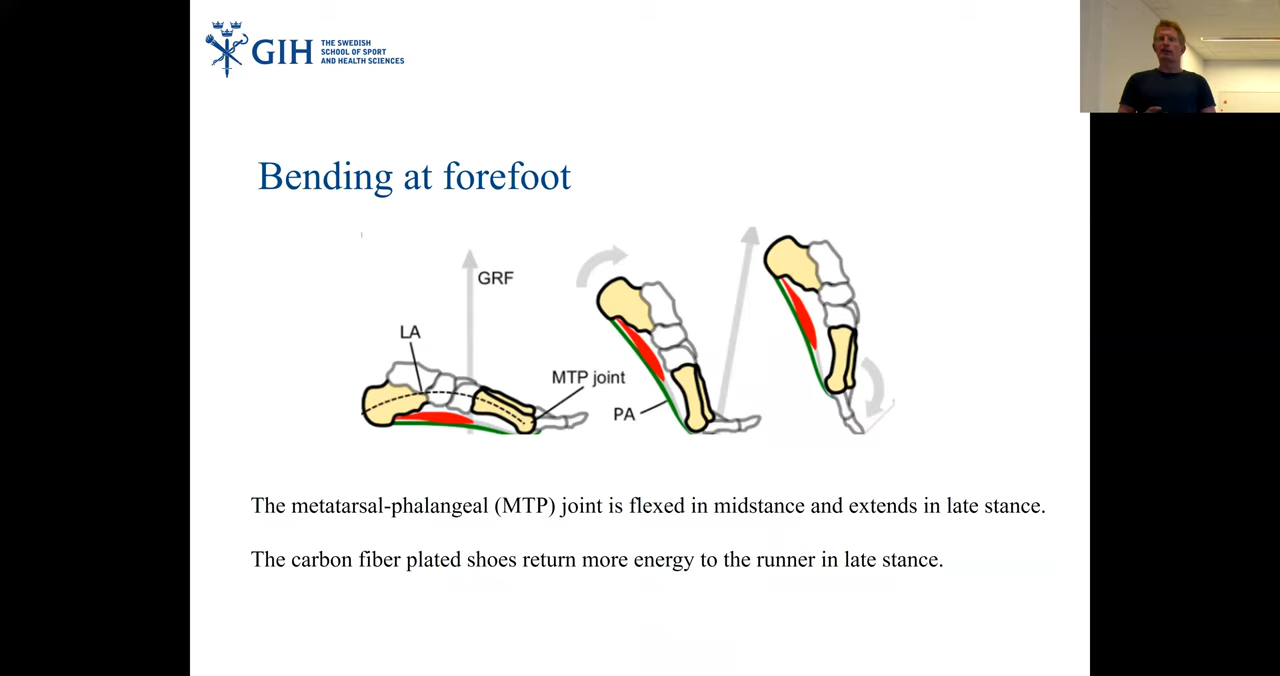 GIH
THE SWEDISH
SCHOOL OF SPORT
AND HEALTH SCIENCES
Bending at forefoot
GRF
LA
MTP joint
PA
The metatarsal-phalangeal (MTP) joint is flexed in midstance and extends in late stance.
The carbon fiber plated shoes return more energy to the runner in late stance.